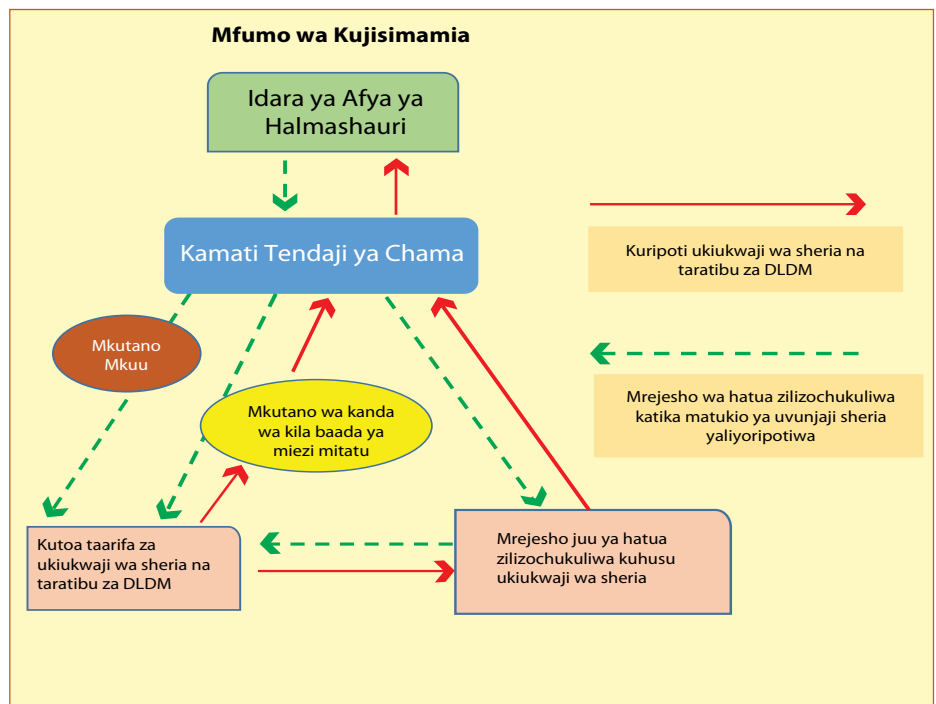 Mfumo wa Kujisimamia
Idara ya Afya ya
Halmashauri
Kamati Tendaji ya Chama
Kuripoti ukiukwaji wa sheria na
taratibu za DLDM
Mkutano
Mkuu
Mrejesho wa hatua zilizochukuliwa
katika matukio ya uvunjaji sheria
yaliyoripotiwa
Mkutano wa kanda
wa kila baada ya
miezi mitatu
Kutoa taarifa za
ukiukwaji wa sheria na
taratibu za DLDM
Mrejesho juu ya hatua
zilizochukuliwa kuhusu
ukiukwaji wa sheria